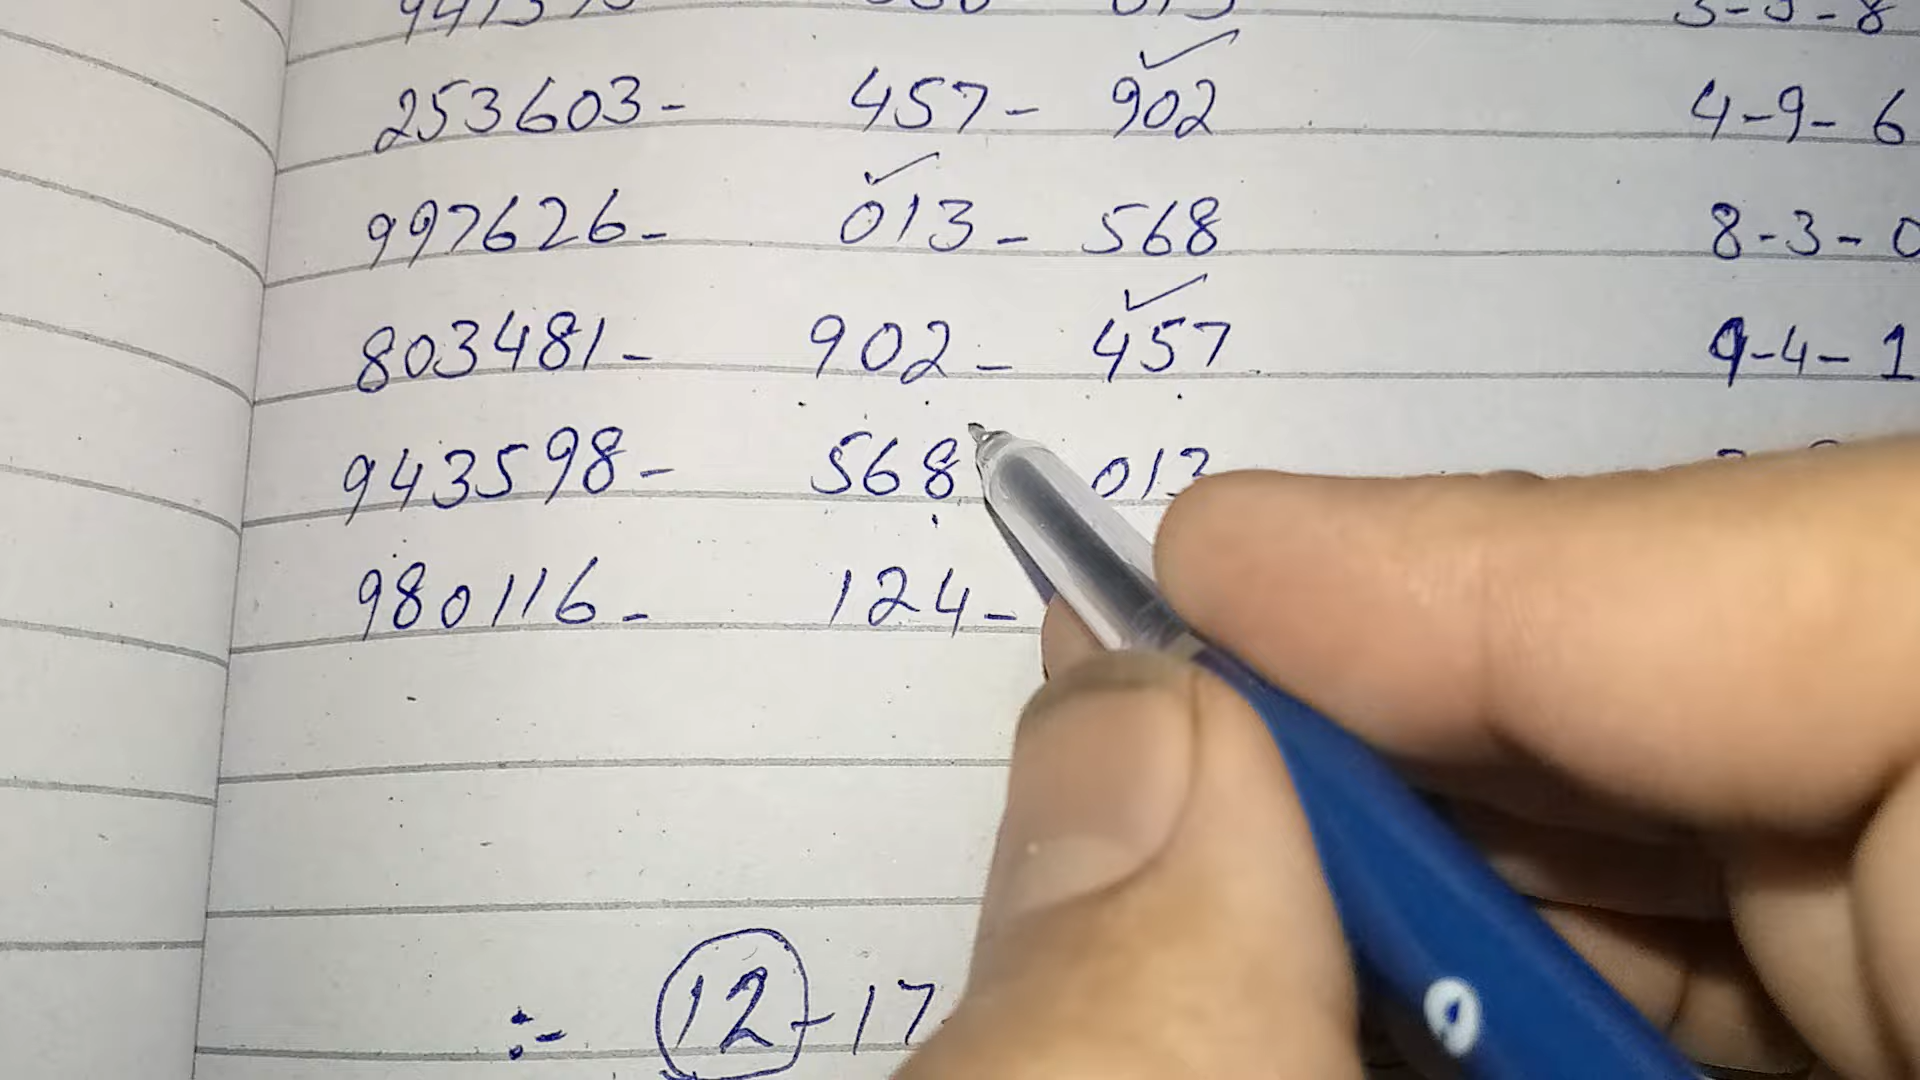 253603- 457- 902 4-9-6
997626- 013- 568 8-3-0
803481- 902- 457 9-4-1
943598- 568 013
980116- 124-
:- 12-17